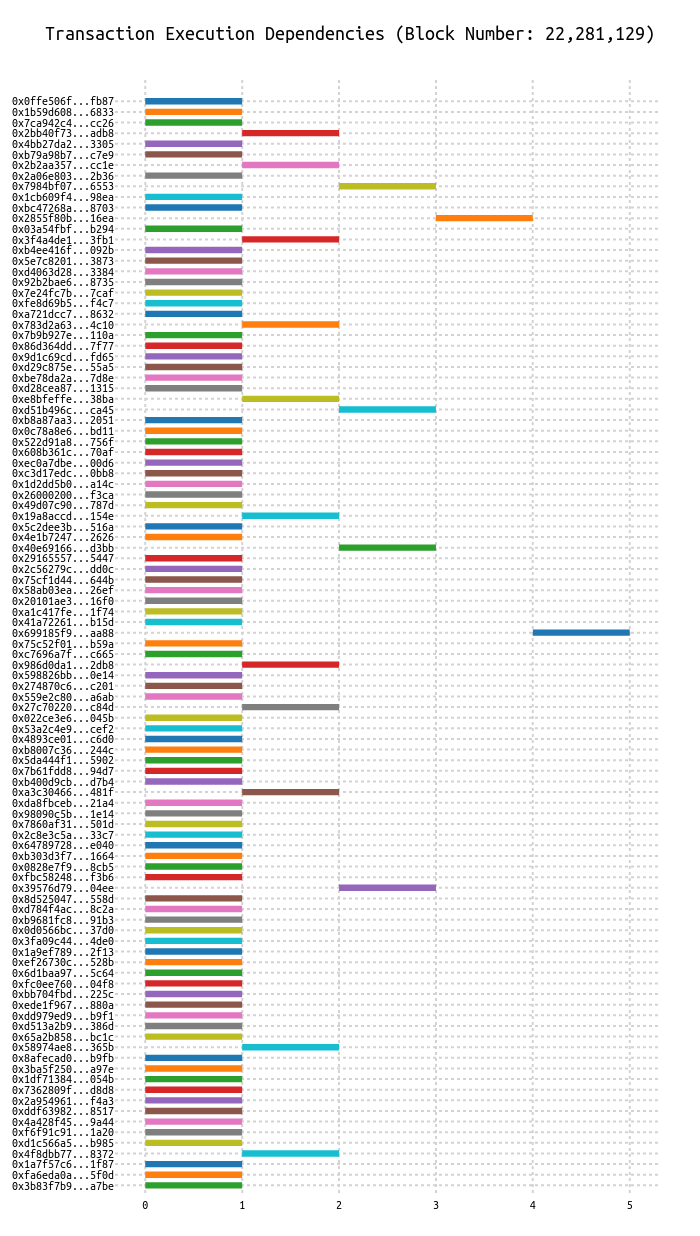 Transaction Execution Dependencies (Block Number: 22,281,129)
0x0ffe506f...fb87
0x1b59d608...6833
0x7ca942c4...cc26
0x2bb40f73...adb8
0x4bb27da2...3305
0xb79a98b7...c7e9
0x2b2aa357...cc1e
0x2a06e803...2b36
0x7984bf07...6553
0x1cb609f4...98ea
0xbc47268a...8703
0x2855f80b...16ea
0x03a54fbf...b294
0x3f4a4de1...3fb1
0xb4ee416f...092b
0x5e7c8201...3873
0xd4063d28...3384
0x92b2bae6...8735
0x7e24fc7b...7caf
0xfe8d69b5...f4c7
0xa721dcc7...8632
0x783d2a63...4c10
0x7b9b927e...110a
0x86d364dd...7f77
0x9d1c69cd...fd65
0xd29c875e...55a5
0xbe78da2a...7d8e
0xd28cea87...1315
0xe8bfeffe...38ba
0xd51b496c...ca45
0xb8a87aa3...2051
0x0c78a8e6...bd11
0x522d91a8...756f
0x608b361c...70af
0xec0a7dbe...00d6
0xc3d17edc...0bb8
0x1d2dd5b0...a14c
0x26000200...f3ca
0x49d07c90...787d
0x19a8accd...154e
0x5c2dee3b...516a
0x4e1b7247...2626
0x40e69166...d3bb
0x29165557...5447
0x2c56279c...dd0c
0x75cf1d44...644b
0x58ab03ea...26ef
0x20101ae3...16f0
0xa1c417fe...1f74
0x41a72261...b15d
0x699185f9...aa88
0x75c52f01...b59a
0xc7696a7f...c665
0x986d0da1...2db8
0x598826bb...0e14
0x274870c6...c201
0x559e2c80...a6ab
0x27c70220...c84d
0x022ce3e6...045b
0x53a2c4e9...cef2
0x4893ce01...c6d0
0xb8007c36...244c
0x5da444f1...5902
0x7b61fdd8...94d7
0xb400d9cb...d7b4
0xa3c30466...481f
0xda8fbceb...21a4
0x98090c5b...1e14
0x7860af31...501d
0x2c8e3c5a...33c7
0x64789728...e040
0xb303d3f7...1664
0x0828e7f9...8cb5
0xfbc58248...f3b6
0x39576d79...04ee
0x8d525047...558d
0xd784f4ac...8c2a
0xb9681fc8...91b3
0x0d0566bc...37d0
0x3fa09c44...4de0
0x1a9ef789...2f13
0xef26730c...528b
0x6d1baa97...5c64
0xfc0ee760...04f8
0xbb704fbd...225c
0xede1f967...880a
0xdd979ed9...b9f1
0xd513a2b9...386d
0x65a2b858...bc1c
0x58974ae8...365b
0x8afecad0...b9fb
0x3ba5f250...a97e
0x1df71384...054b
0x7362809f...d8d8
0x2a954961...f4a3
0xddf63982...8517
0x4a428f45...9a44
0xf6f91c91...1a20
0xd1c566a5...b985
0x4f8dbb77...8372
0x1a7f57c6...1f87
0xfa6eda0a...5f0d
0x3b83f7b9...a7be
0 1 2 3 4 5